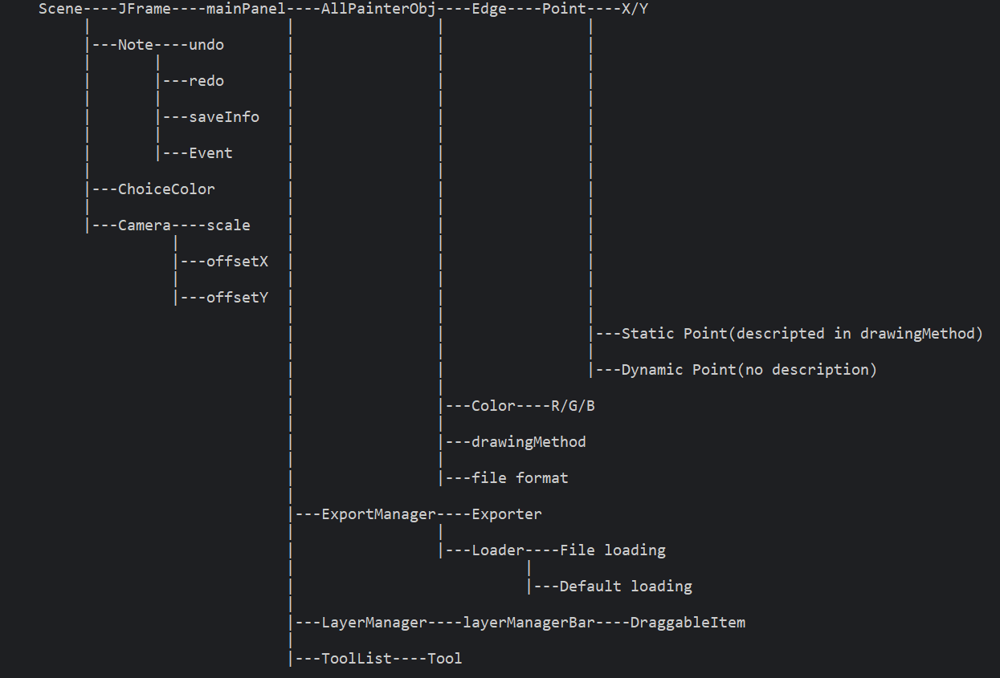 Scene----JFrame----mainPanel----AllPainterObj----Edge----Point----X/Y
|---Note----undo
|---redo
|---saveInfo
|---Event
|---ChoiceColor
|---Camera----scale
|---offsetX
|---offsetY
|---Static Point(descripted in drawingMethod)
|---Dynamic Point(no description)
|---Color----R/G/B
|---drawingMethod
|---file format
|---ExportManager----Exporter
|---Loader----File loading
|---Default loading
|---LayerManager----layerManagerBar----DraggableItem
|---ToolList----Tool